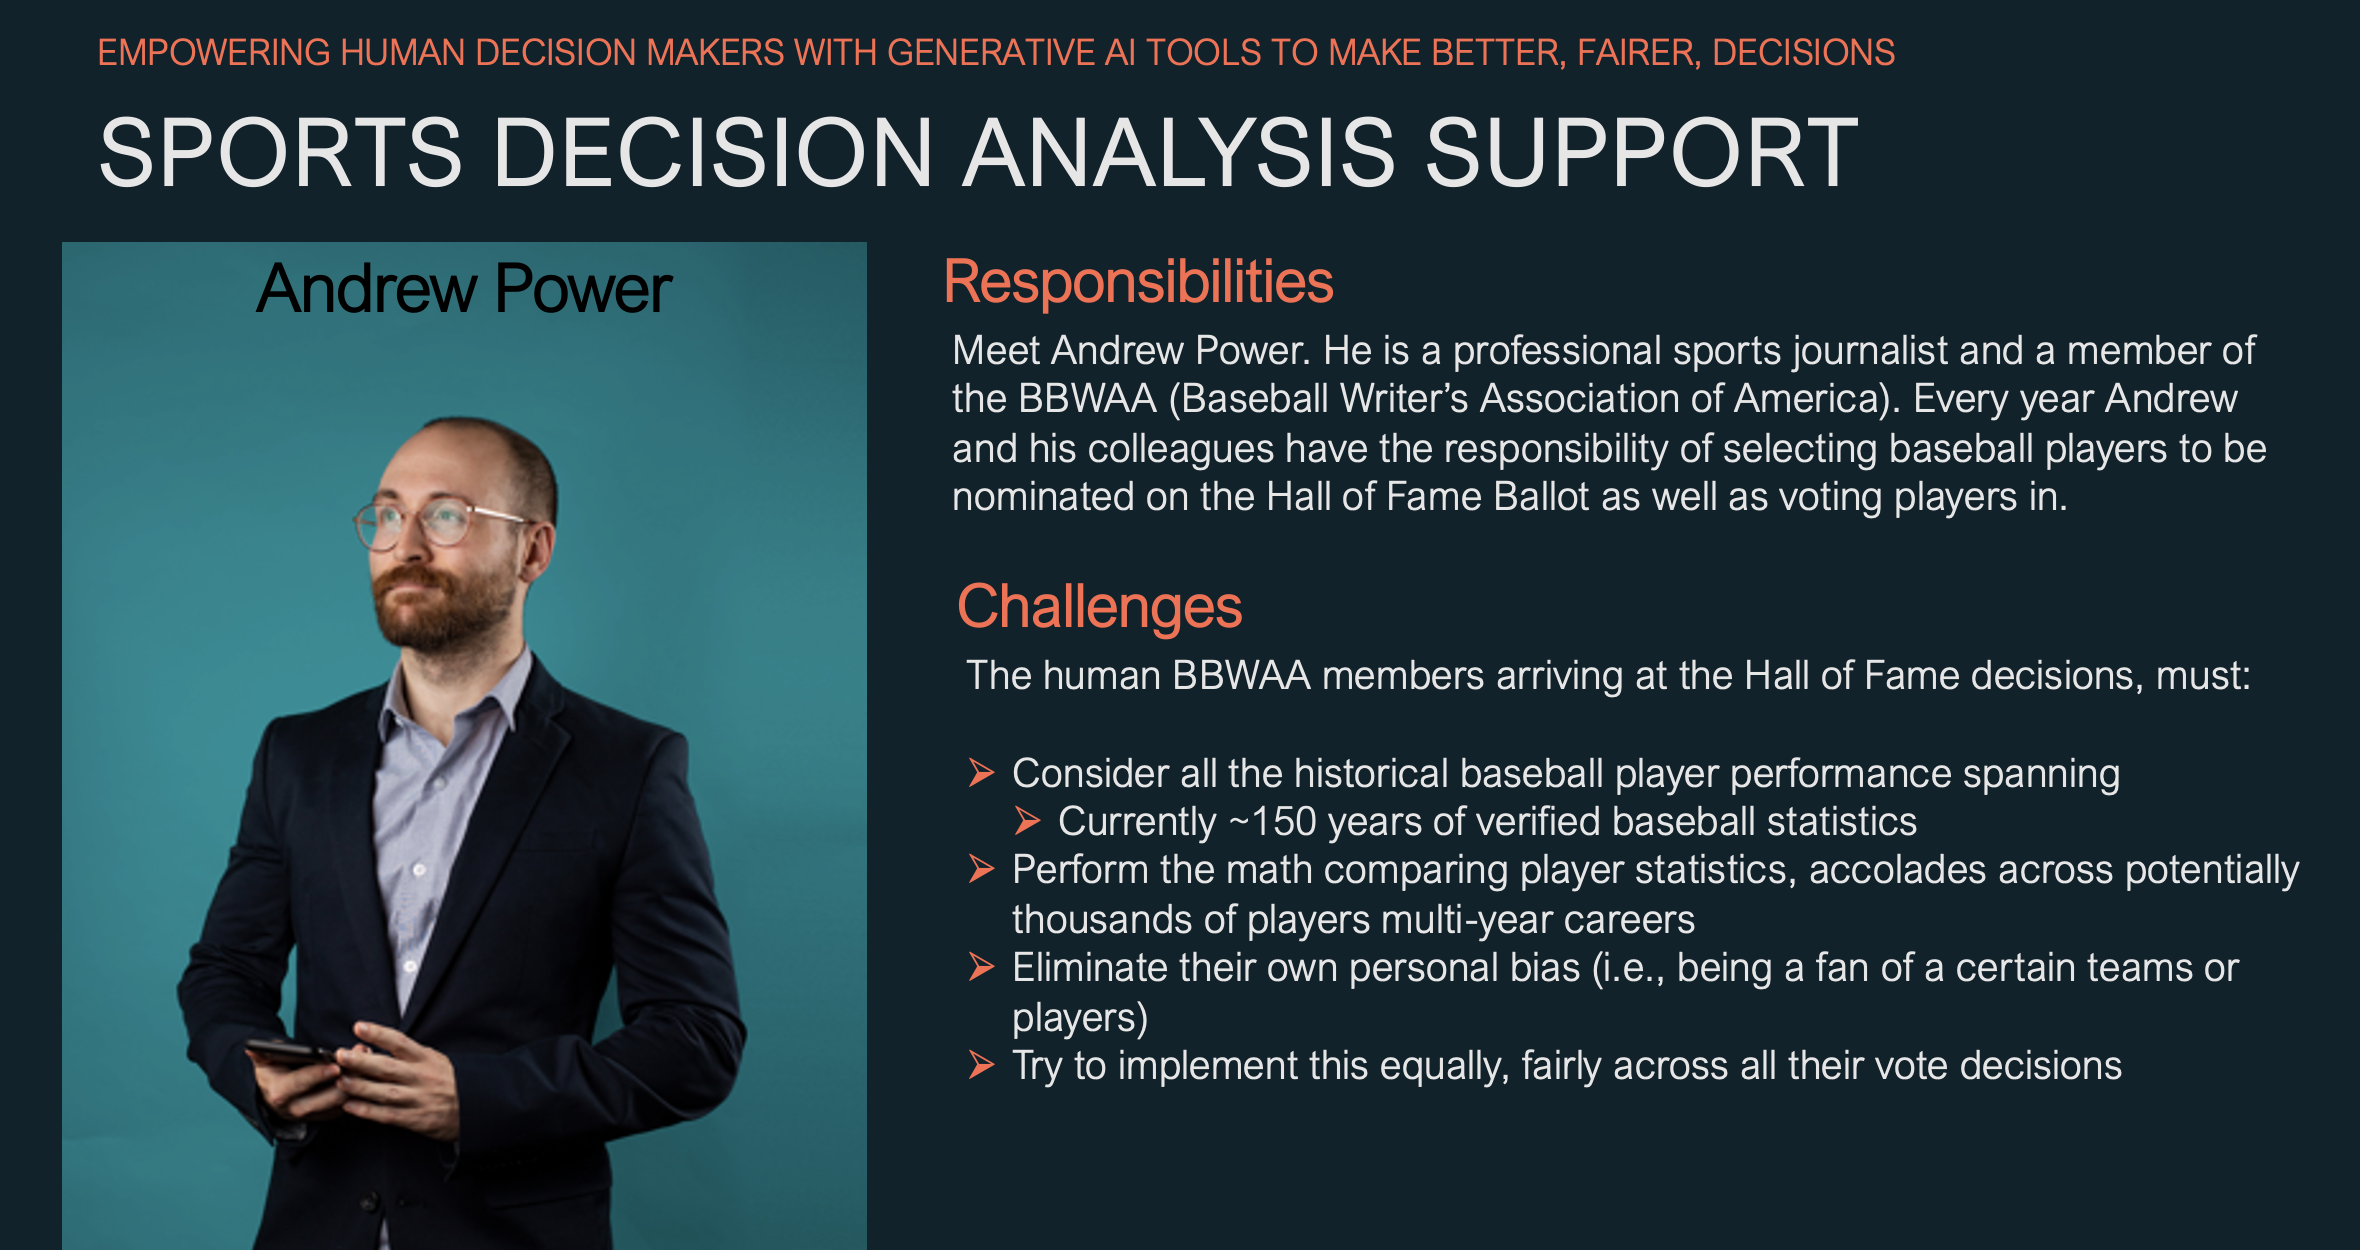 EMPOWERING HUMAN DECISION MAKERS WITH GENERATIVE AI TOOLS TO MAKE BETTER, FAIRER, DECISIONS
SPORTS DECISION ANALYSIS SUPPORT
Andrew Power
Responsibilities
Meet Andrew Power. He is a professional sports journalist and a member of
the BBWAA (Baseball Writer’s Association of America). Every year Andrew
and his colleagues have the responsibility of selecting baseball players to be
nominated on the Hall of Fame Ballot as well as voting players in.
Challenges
The human BBWAA members arriving at the Hall of Fame decisions, must:
Consider all the historical baseball player performance spanning
Currently ~150 years of verified baseball statistics
Perform the math comparing player statistics, accolades across potentially
thousands of players multi-year careers
Eliminate their own personal bias (i.e., being a fan of a certain teams or
players)
Try to implement this equally, fairly across all their vote decisions